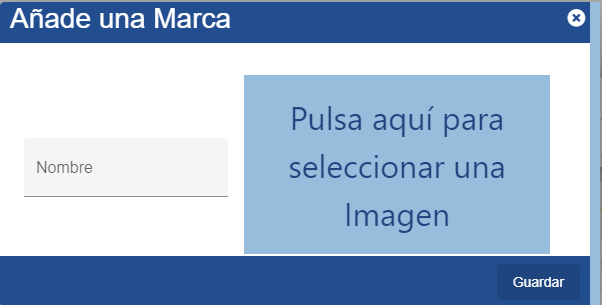 Añade una Marca
Nombre
Pulsa aquí para
seleccionar una
Imagen
Guardar